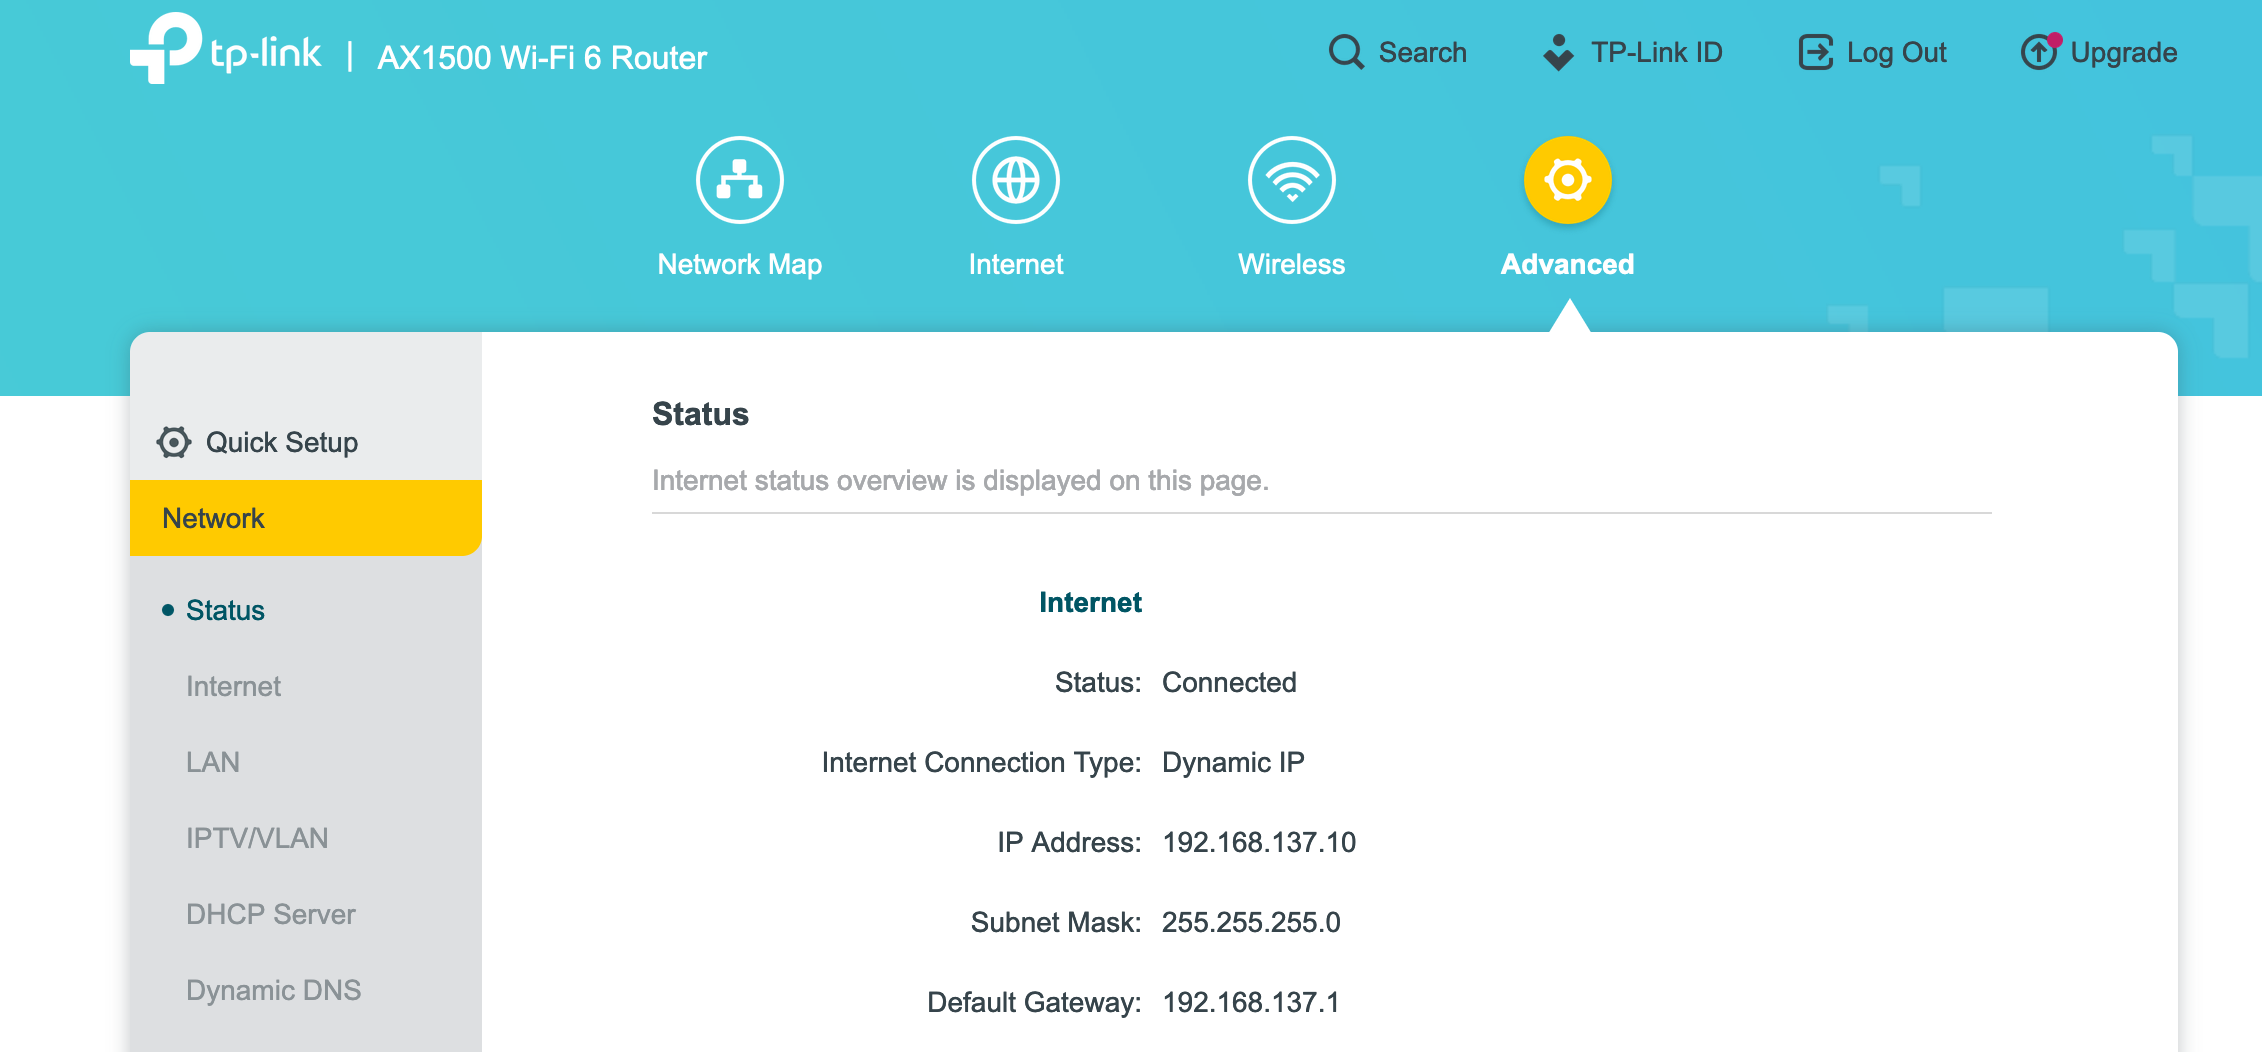 tp-link | AX1500 Wi-Fi 6 Router
Search
TP-Link ID
Log Out
Upgrade
Network Map
Internet
Wireless
Advanced
Quick Setup
Network
Status
Internet
LAN
IPTV/VLAN
DHCP Server
Dynamic DNS
Status
Internet status overview is displayed on this page.
Internet
Status: Connected
Internet Connection Type: Dynamic IP
IP Address: 192.168.137.10
Subnet Mask: 255.255.255.0
Default Gateway: 192.168.137.1